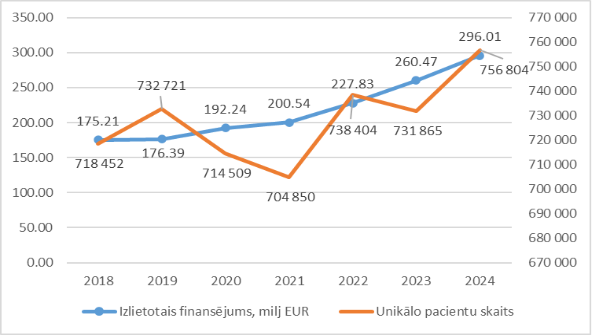 350.00 770 000
300.00 296.01 760 000
250.00 732 721 227.83 260.47 756 804 750 000
200.00 175.21 192.24 200.54 740 000
150.00 718 452 176.39 714 509 738 404 731 865 730 000
100.00 704 850 720 000
50.00 710 000
0.00 700 000
690 000
680 000
670 000
2018 2019 2020 2021 2022 2023 2024
Izlietotais finansējums, milj EUR Unikālo pacientu skaits